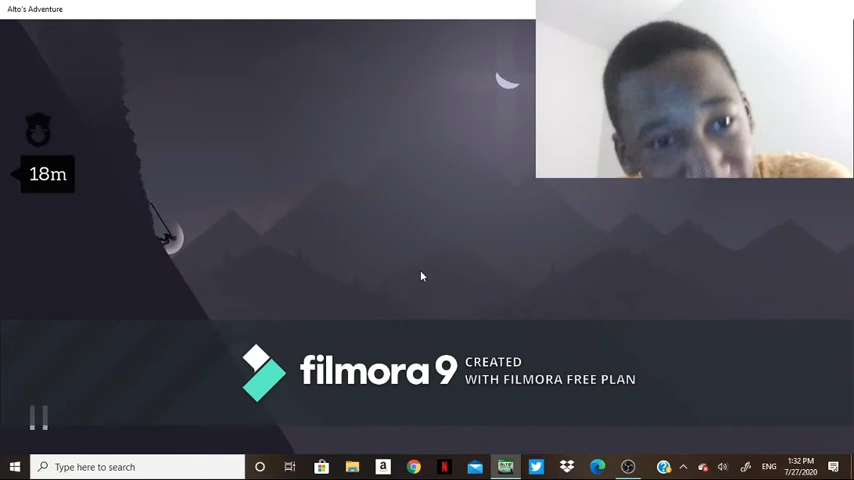 Alto's Adventure
18m
filmora 9
CREATED
WITH FILMORA FREE PLAN
Type here to search
ENG
1:32 PM
7/27/2020